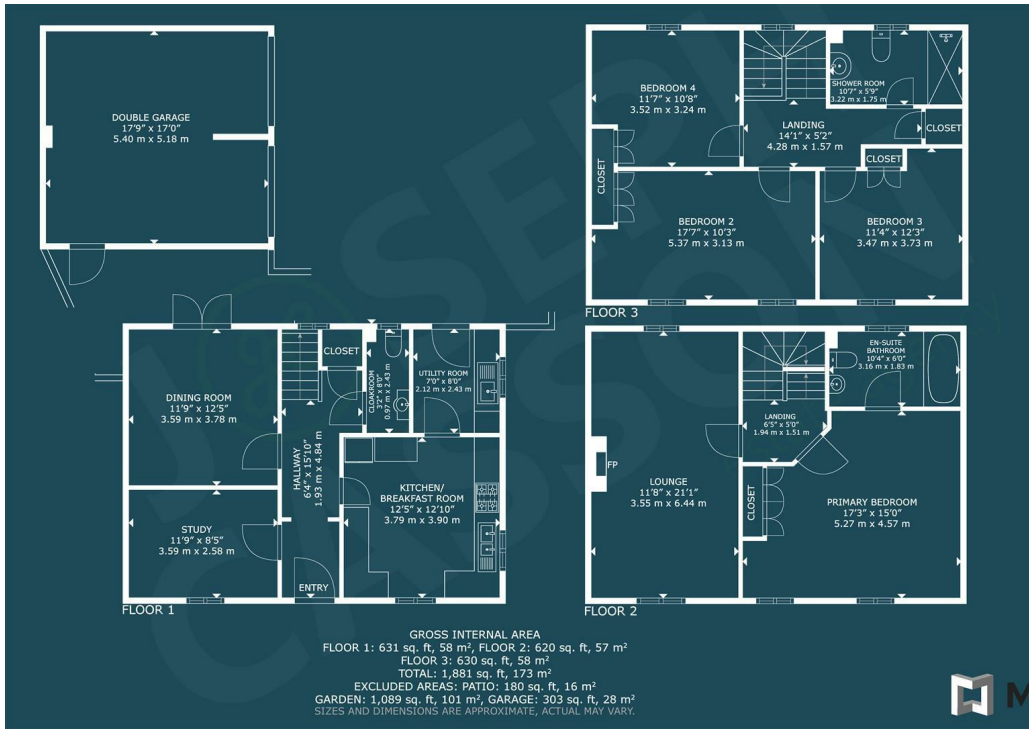 DOUBLE GARAGE
17'9" x 17'0"
5.40 m x 5.18 m
BEDROOM 4
11'7" x 10'8"
3.52 m x 3.24 m
SHOWER ROOM
10'7" x 5'9"
3.22 m x 1.75 m
LANDING
14'1" x 5'2"
4.28 m x 1.57 m
CLOSET
CLOSET
CLOSET
BEDROOM 2
17'7" x 10'3"
5.37 m x 3.13 m
BEDROOM 3
11'4" x 12'3"
3.47 m x 3.73 m
FLOOR 3
DINING ROOM
11'9" x 12'5"
3.59 m x 3.78 m
CLOSET
CLOAKROOM
3'2" x 8'0"
0.97 m x 2.43 m
UTILITY ROOM
7'0" x 8'0"
2.12 m x 2.43 m
HALLWAY
6'4" x 15'10"
1.93 m x 4.84 m
KITCHEN/
BREAKFAST ROOM
12'5" x 12'10"
3.79 m x 3.90 m
STUDY
11'9" x 8'5"
3.59 m x 2.58 m
ENTRY
FLOOR 1
EN-SUITE
BATHROOM
10'4" x 6'0"
3.16 m x 1.83 m
LANDING
6'5" x 5'0"
1.94 m x 1.51 m
FP
LOUNGE
11'8" x 21'1"
3.55 m x 6.44 m
CLOSET
PRIMARY BEDROOM
17'3" x 15'0"
5.27 m x 4.57 m
FLOOR 2
GROSS INTERNAL AREA
FLOOR 1: 631 sq. ft, 58 m², FLOOR 2: 620 sq. ft, 57 m²
FLOOR 3: 630 sq. ft, 58 m²
TOTAL: 1,881 sq. ft, 173 m²
EXCLUDED AREAS: PATIO: 180 sq. ft, 16 m²
GARDEN: 1,089 sq. ft, 101 m², GARAGE: 303 sq. ft, 28 m²
SIZES AND DIMENSIONS ARE APPROXIMATE, ACTUAL MAY VARY.